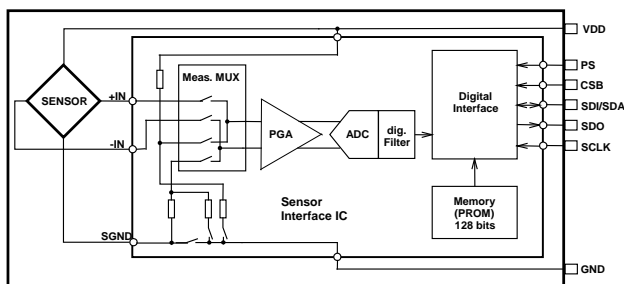 VDD
PS
CSB
SDI/SDA
SDO
SCLK
GND
SENSOR
+IN
-IN
SGND
Meas. MUX
PGA
ADC
dig.
Filter
Digital
Interface
Memory
(PROM)
128 bits
Sensor
Interface IC